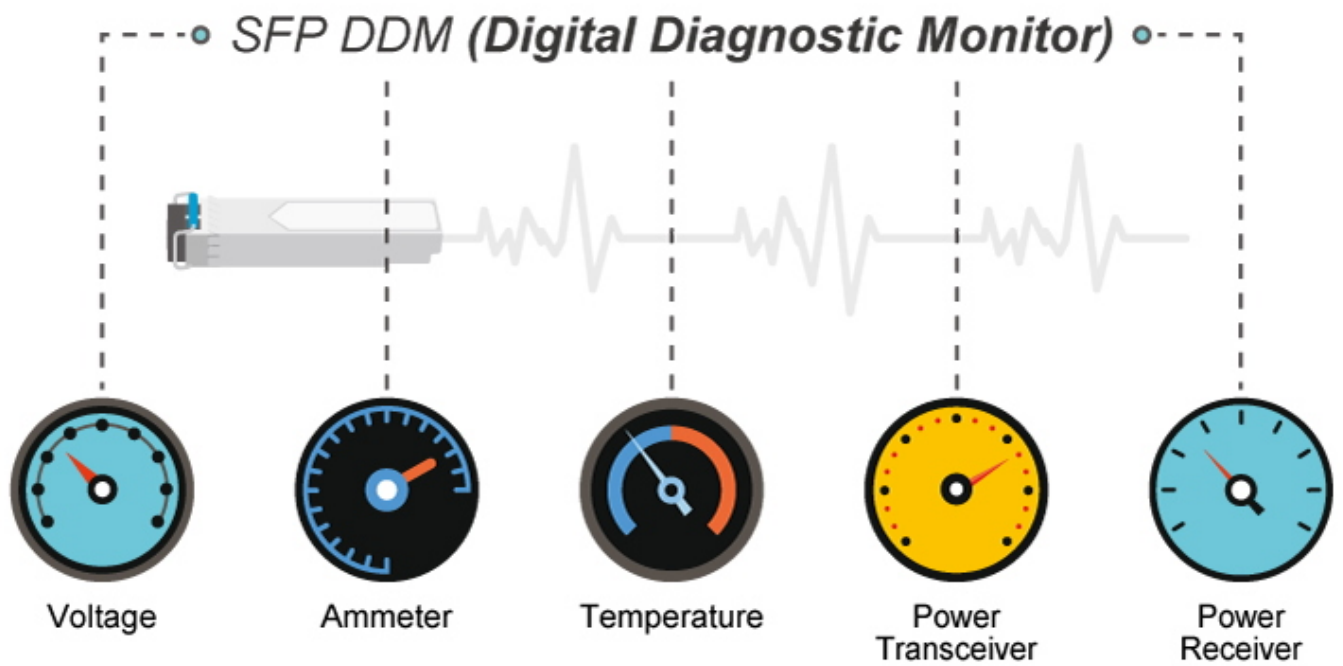 SFP DDM (Digital Diagnostic Monitor)
Voltage
Ammeter
Temperature
Power
Transceiver
Power
Receiver